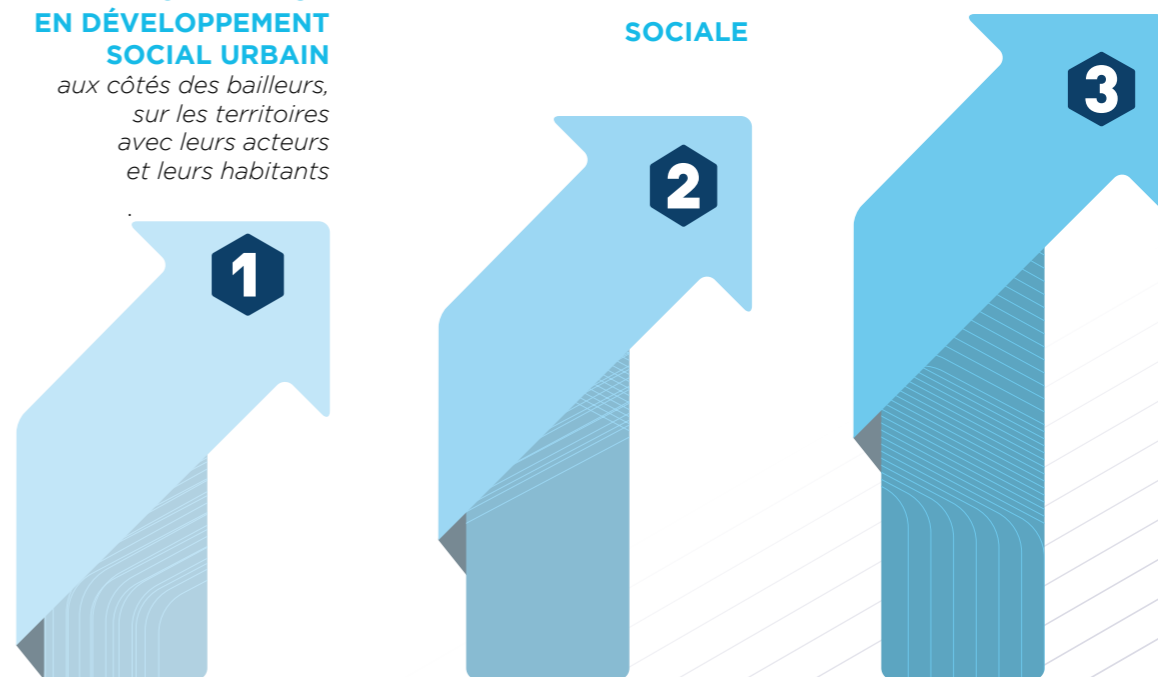 EN DÉVELOPPEMENT
SOCIAL URBAIN
aux côtés des bailleurs,
sur les territoires
avec leurs acteurs
et leurs habitants
.
1
SOCIALE
2
3